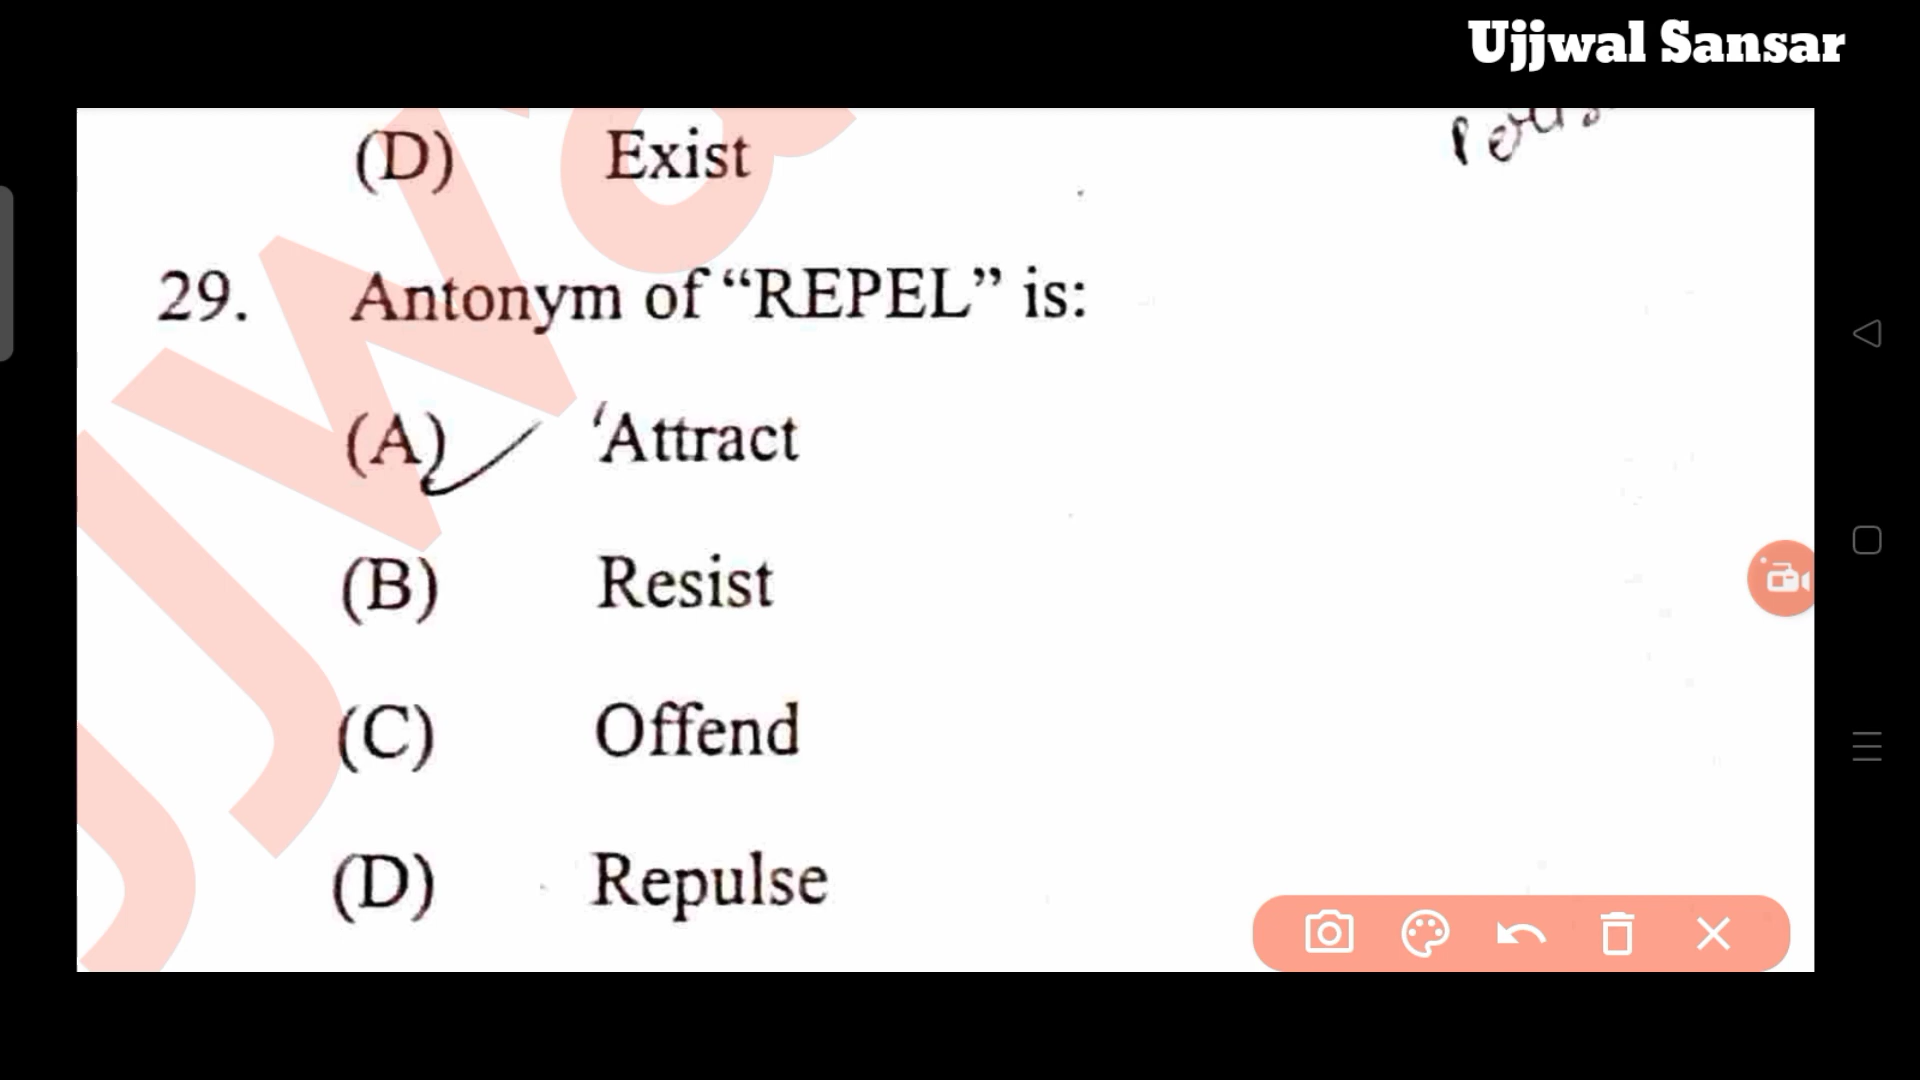 Ujjwal Sansar
(D) Exist
29. Antonym of “REPEL” is:
(A) Attract
(B) Resist
(C) Offend
(D) Repulse